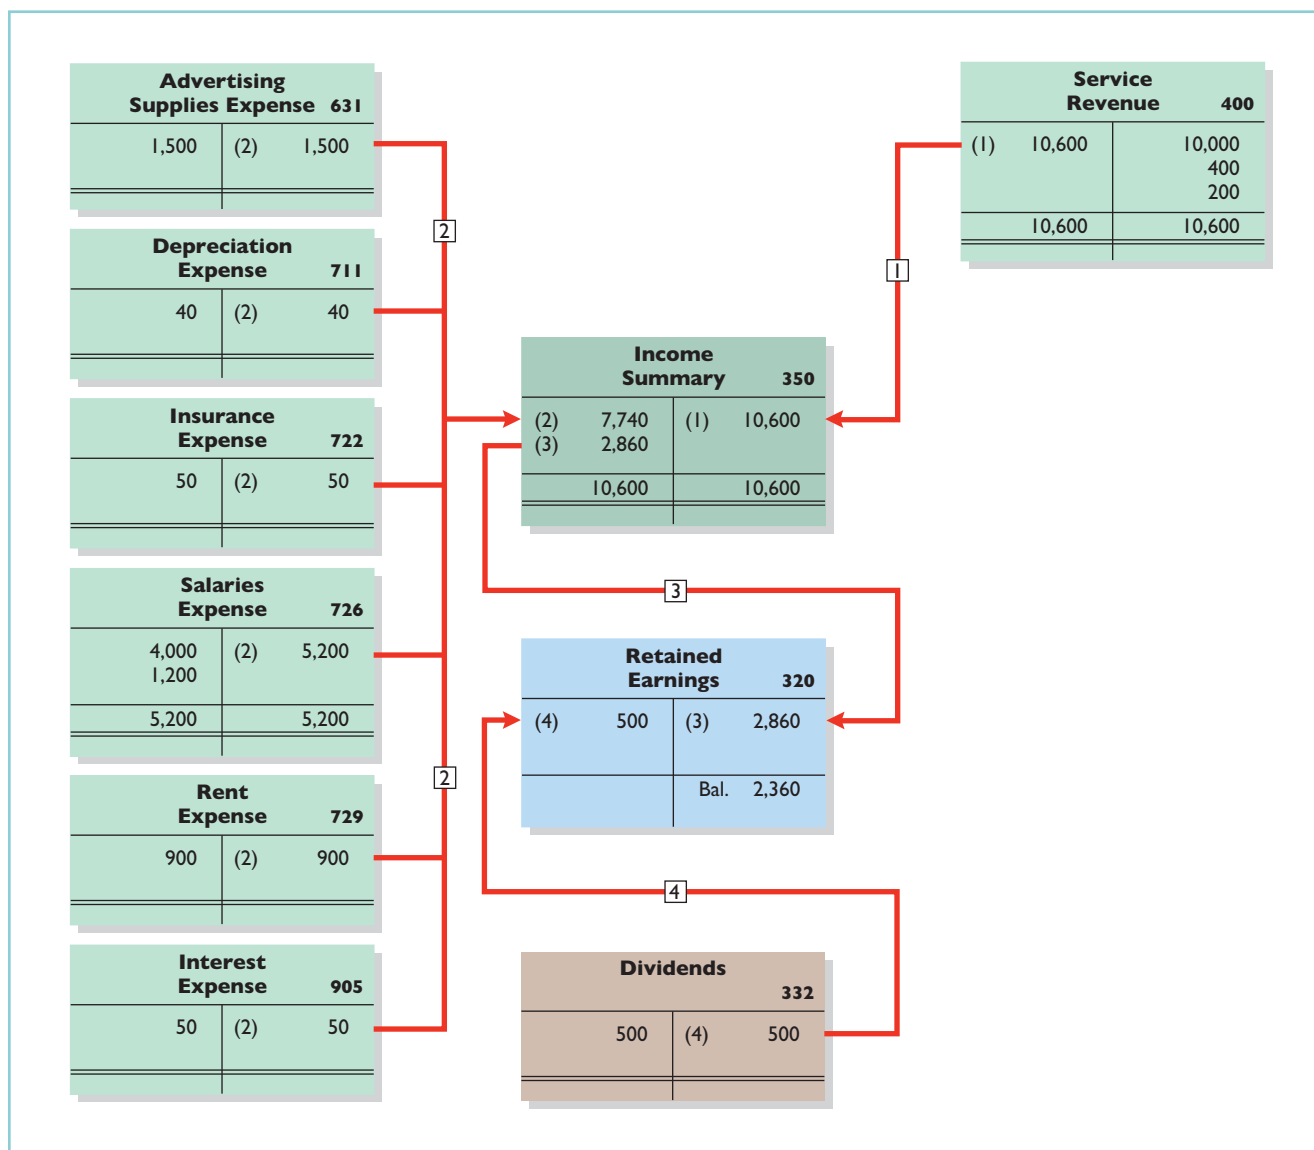 Advertising
Supplies Expense 631
1,500 (2) 1,500
Depreciation
Expense 711
40 (2) 40
Insurance
Expense 722
50 (2) 50
Salaries
Expense 726
4,000 (2) 5,200
1,200
5,200 5,200
Rent
Expense 729
900 (2) 900
Interest
Expense 905
50 (2) 50
2
2
Income
Summary 350
(2) 7,740 (1) 10,600
(3) 2,860
10,600 10,600
3
Retained
Earnings 320
(4) 500 (3) 2,860
Bal. 2,360
4
Dividends
332
500 (4) 500
Service
Revenue 400
(1) 10,600 10,000
400
200
10,600 10,600
1